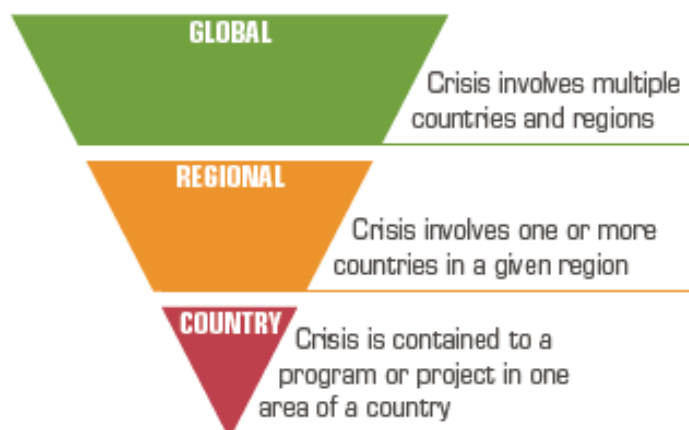 GLOBAL
Crisis involves multiple
countries and regions
REGIONAL
Crisis involves one or more
countries in a given region
COUNTRY
Crisis is contained to a
program or project in one
area of a country